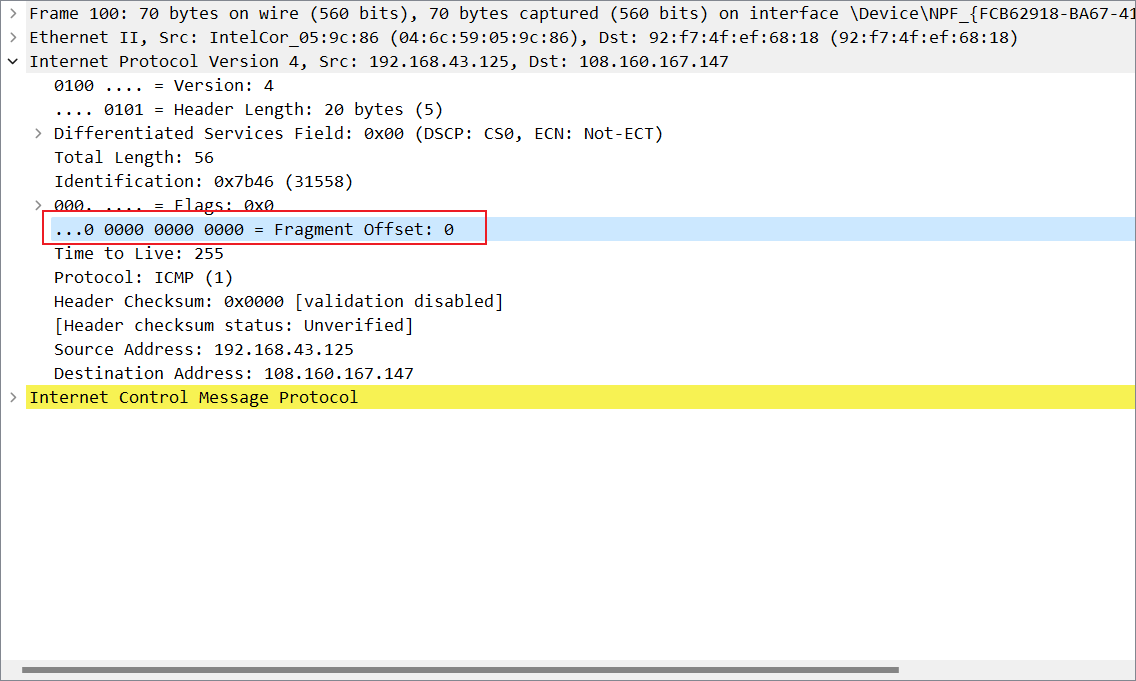 Frame 100: 70 bytes on wire (560 bits), 70 bytes captured (560 bits) on interface \Device\NPF_{FCB62918-BA67-41
Ethernet II, Src: IntelCor_05:9c:86 (04:6c:59:05:9c:86), Dst: 92:f7:4f:ef:68:18 (92:f7:4f:ef:68:18)
Internet Protocol Version 4, Src: 192.168.43.125, Dst: 108.160.167.147
0100 .... = Version: 4
.... 0101 = Header Length: 20 bytes (5)
Differentiated Services Field: 0x00 (DSCP: CS0, ECN: Not-ECT)
Total Length: 56
Identification: 0x7b46 (31558)
000. .... = Flags: 0x0
...0 0000 0000 0000 = Fragment Offset: 0
Time to Live: 255
Protocol: ICMP (1)
Header Checksum: 0x0000 [validation disabled]
[Header checksum status: Unverified]
Source Address: 192.168.43.125
Destination Address: 108.160.167.147
Internet Control Message Protocol